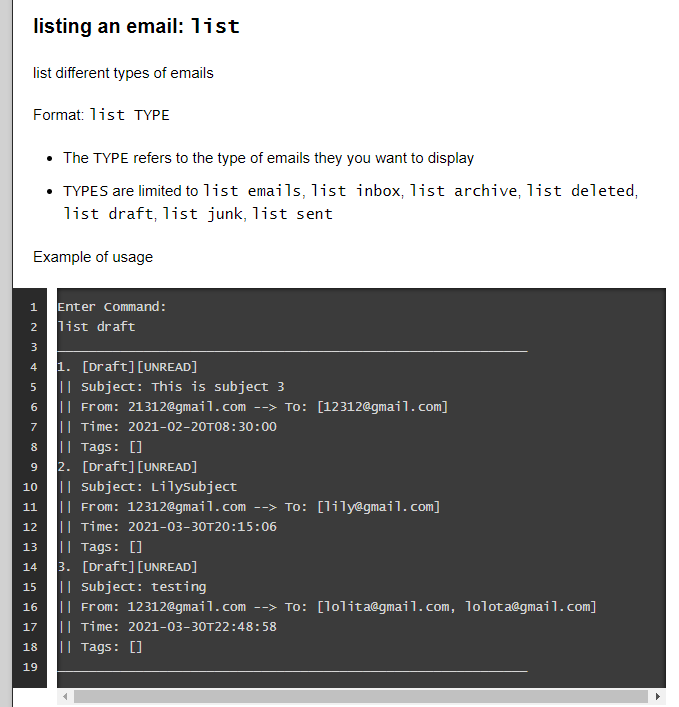 listing an email: list
list different types of emails
Format: list TYPE
• The TYPE refers to the type of emails they you want to display
• TYPES are limited to list emails, list inbox, list archive, list deleted,
list draft, list junk, list sent
Example of usage
1 Enter Command:
2 list draft
3 ____________________________________________________________
4 1. [Draft][UNREAD]
5 || Subject: This is subject 3
6 || From: 21312@gmail.com --> To: [12312@gmail.com]
7 || Time: 2021-02-20T08:30:00
8 || Tags: []
9 2. [Draft][UNREAD]
10 || Subject: LilySubject
11 || From: 12312@gmail.com --> To: [lily@gmail.com]
12 || Time: 2021-03-30T20:15:06
13 || Tags: []
14 3. [Draft][UNREAD]
15 || Subject: testing
16 || From: 12312@gmail.com --> To: [lolita@gmail.com, lolota@gmail.com]
17 || Time: 2021-03-30T22:48:58
18 || Tags: []
19 ____________________________________________________________